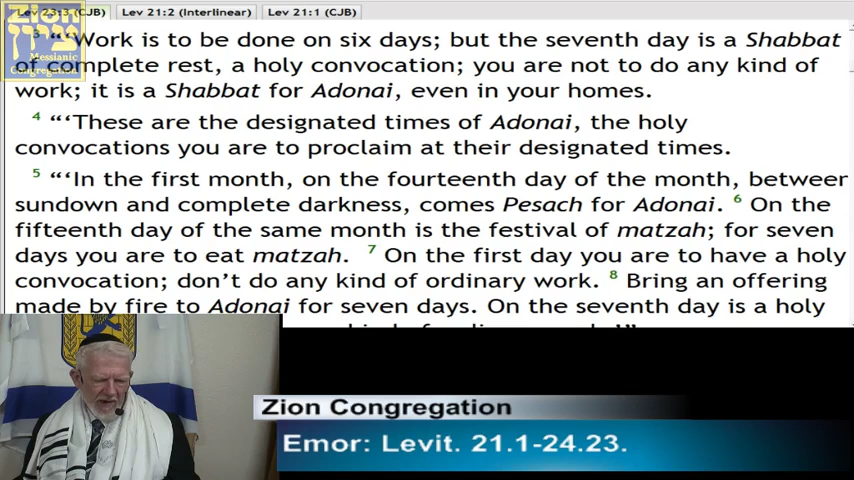 Lev 23:3 (CJB)
Lev 21:2 (Interlinear)
Lev 21:1 (CJB)
Zion
ציון
Messianic
Congregation
3 “‘Work is to be done on six days; but the seventh day is a Shabbat
of complete rest, a holy convocation; you are not to do any kind of
work; it is a Shabbat for Adonai, even in your homes.
4 “‘These are the designated times of Adonai, the holy
convocations you are to proclaim at their designated times.
5 “‘In the first month, on the fourteenth day of the month, between
sundown and complete darkness, comes Pesach for Adonai. 6 On the
fifteenth day of the same month is the festival of matzah; for seven
days you are to eat matzah. 7 On the first day you are to have a holy
convocation; don’t do any kind of ordinary work. 8 Bring an offering
made by fire to Adonai for seven days. On the seventh day is a holy
Zion Congregation
Emor: Levit. 21.1-24.23.